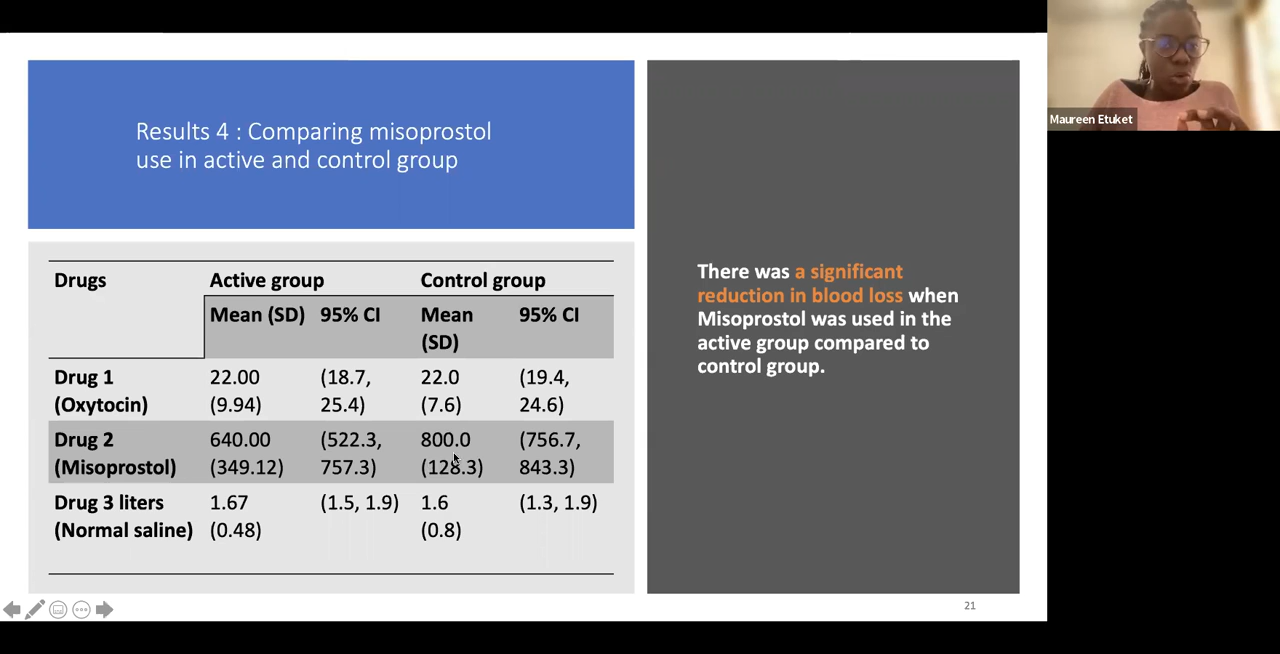 Results 4 : Comparing misoprostol
use in active and control group
Drugs Active group Control group
Mean (SD) 95% CI Mean (SD) 95% CI
Drug 1 (Oxytocin) 22.00 (9.94) (18.7, 25.4) 22.0 (7.6) (19.4, 24.6)
Drug 2 (Misoprostol) 640.00 (349.12) (522.3, 757.3) 800.0 (128.3) (756.7, 843.3)
Drug 3 liters (Normal saline) 1.67 (0.48) (1.5, 1.9) 1.6 (0.8) (1.3, 1.9)
There was a significant
reduction in blood loss when
Misoprostol was used in the
active group compared to
control group.
21
Maureen Etuket